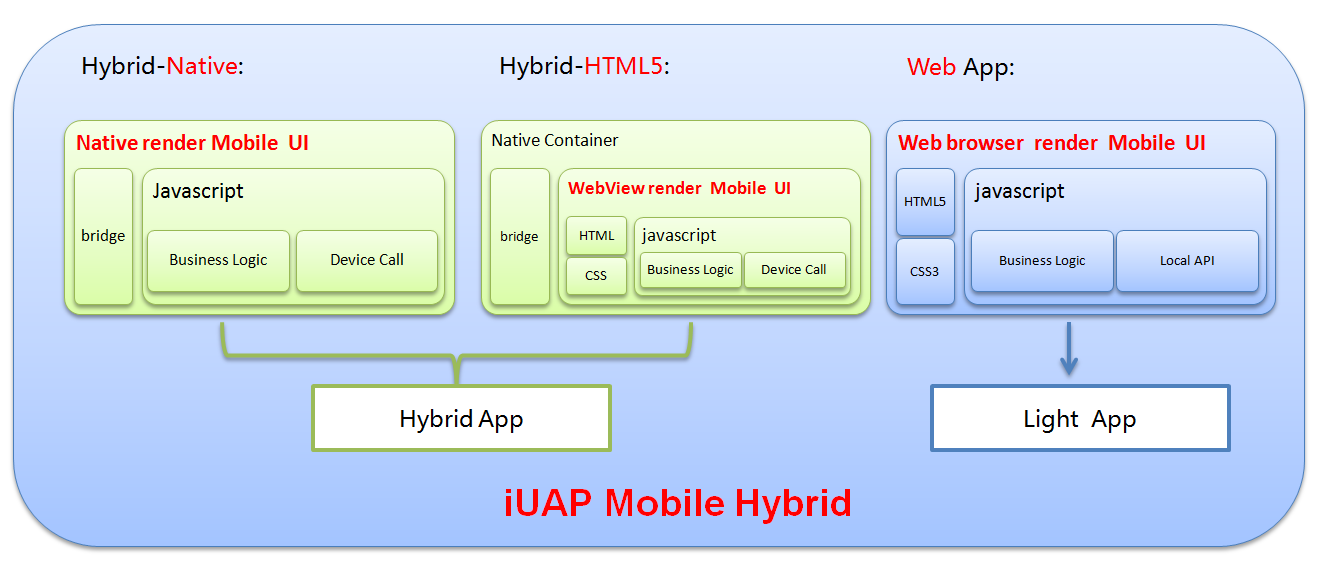 Hybrid-Native:
Native render Mobile UI
bridge
Javascript
Business Logic
Device Call
Hybrid-HTML5:
Native Container
bridge
WebView render Mobile UI
HTML
CSS
javascript
Business Logic
Device Call
Web App:
Web browser render Mobile UI
HTML5
CSS3
javascript
Business Logic
Local API
Hybrid App
Light App
iUAP Mobile Hybrid